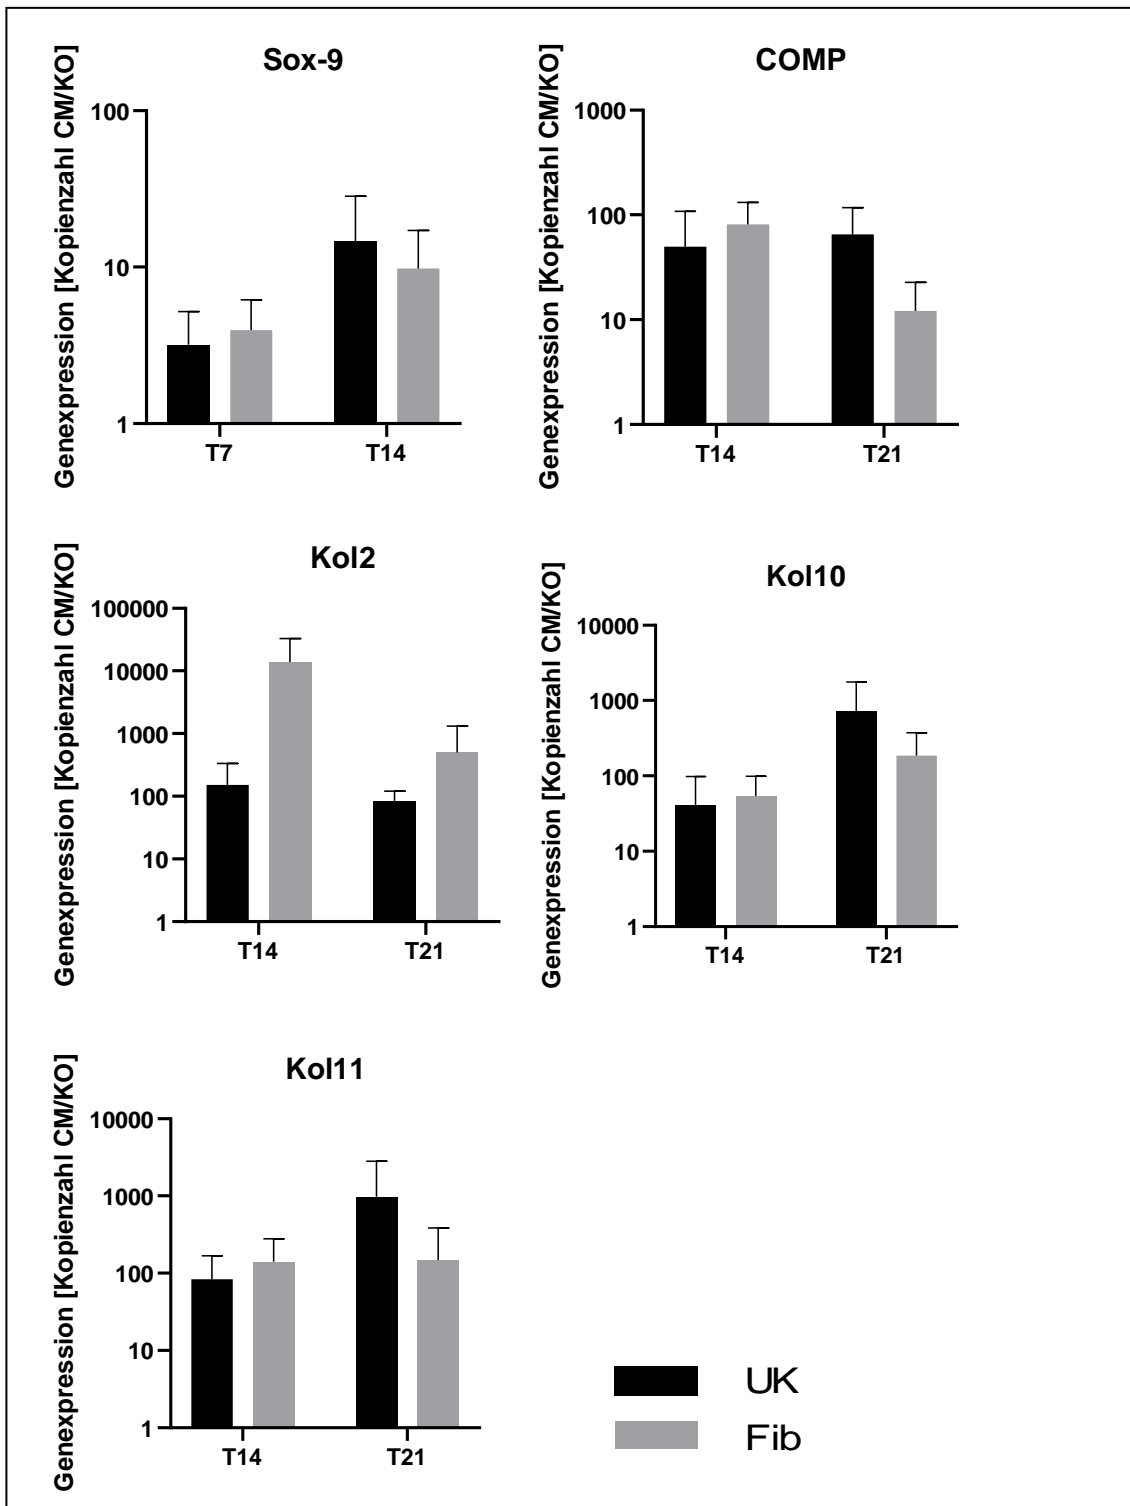 Sox-9
Genexpression [Kopienzahl CM/KO]
100
10
1
T7 T14
COMP
Genexpression [Kopienzahl CM/KO]
1000
100
10
1
T14 T21
Kol2
Genexpression [Kopienzahl CM/KO]
100000
10000
1000
100
10
1
T14 T21
Kol10
Genexpression [Kopienzahl CM/KO]
10000
1000
100
10
1
T14 T21
Kol11
Genexpression [Kopienzahl CM/KO]
10000
1000
100
10
1
T14 T21
UK
Fib